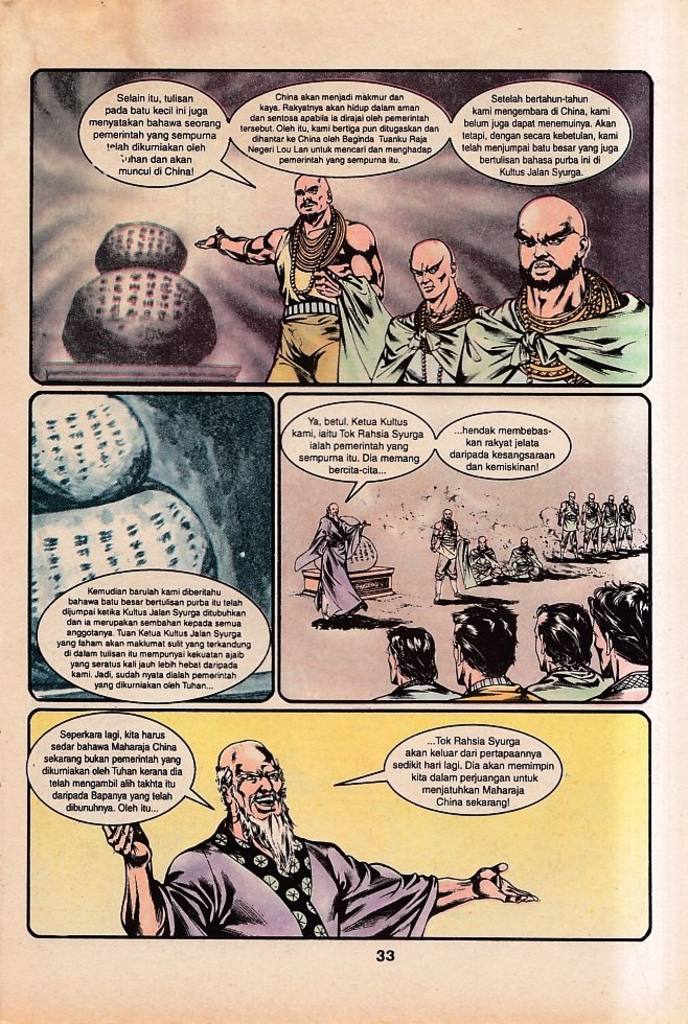 Selain itu, tulisan
pada batu kecil ini juga
menyatakan bahawa seorang
pemerintah yang sempurna
telah dikurniakan oleh
Tuhan dan akan
muncul di China!
China akan menjadi makmur dan
kaya. Rakyatnya akan hidup dalam aman
dan sentosa apabila ia dirajai oleh pemerintah
tersebut. Oleh itu, kami bertiga pun ditugaskan dan
dihantar ke China oleh Beginda Tuanku Raja
Negeri Lou Lan untuk mencari dan menghadap
pemerintah yang sempurna itu.
Setelah bertahun-tahun
kami mengembara di China, kami
belum juga dapat menemuinya. Akan
tetapi, dengan secara kebetulan, kami
telah menjumpai batu besar yang juga
bertulisan bahasa purba ini di
Kultus Jalan Syurga.
Kemudian barulah kami diberitahu
bahawa batu besar bertulisan purba itu telah
dijumpai ketika Kultus Jalan Syurga ditubuhkan
dan ia merupakan sembahan kepada semua
anggotanya. Tuan Ketua Kultus Jalan Syurga
yang faham akan maklumat sulit yang terkandung
di dalam tulisan itu mempunyai kekuatan ajaib
yang seratus kali jauh lebih hebat daripada
kami. Jadi, sudah nyata dialah pemerintah
yang dikurniakan oleh Tuhan...
Ya, betul. Ketua Kultus
kami, iaitu Tok Rahsia Syurga
ialah pemerintah yang
sempurna itu. Dia memang
bercita-cita...
...hendak membebas-
kan rakyat jelata
daripada kesangsaraan
dan kemiskinan!
Seperkara lagi, kita harus
sedar bahawa Maharaja China
sekarang bukan pemerintah yang
dikurniakan oleh Tuhan kerana dia
telah mengambil alih takhta itu
daripada Bapanya yang telah
dibunuhnya. Oleh itu...
...Tok Rahsia Syurga
akan keluar dari pertapaannya
sedikit hari lagi. Dia akan memimpin
kita dalam perjuangan untuk
menjatuhkan Maharaja
China sekarang!
33